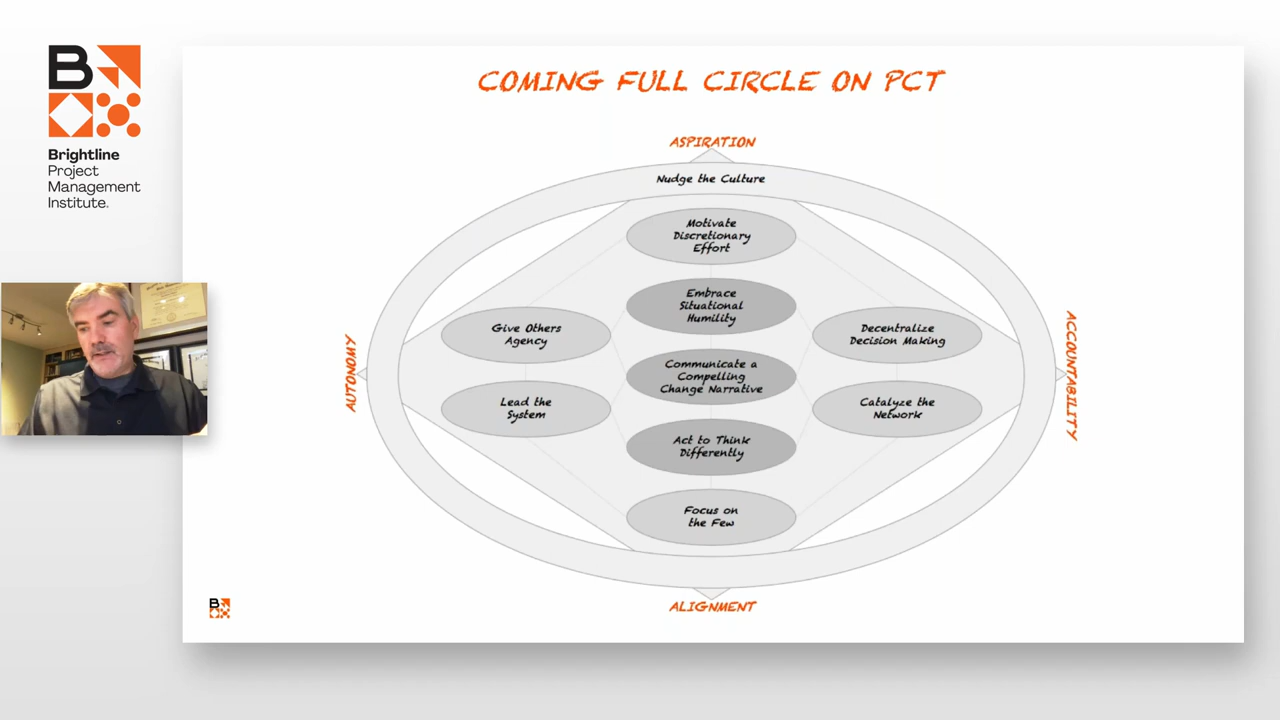 Brightline
Project
Management
Institute.
COMING FULL CIRCLE ON PCT
ASPIRATION
Nudge the Culture
Motivate
Discretionary
Effort
Embrace
Situational
Humility
Give Others
Agency
Decentralize
Decision Making
AUTONOMY
ACCOUNTABILITY
Communicate a
Compelling
Change Narrative
Lead the
System
Catalyze the
Network
Act to Think
Differently
Focus on
the Few
ALIGNMENT
B